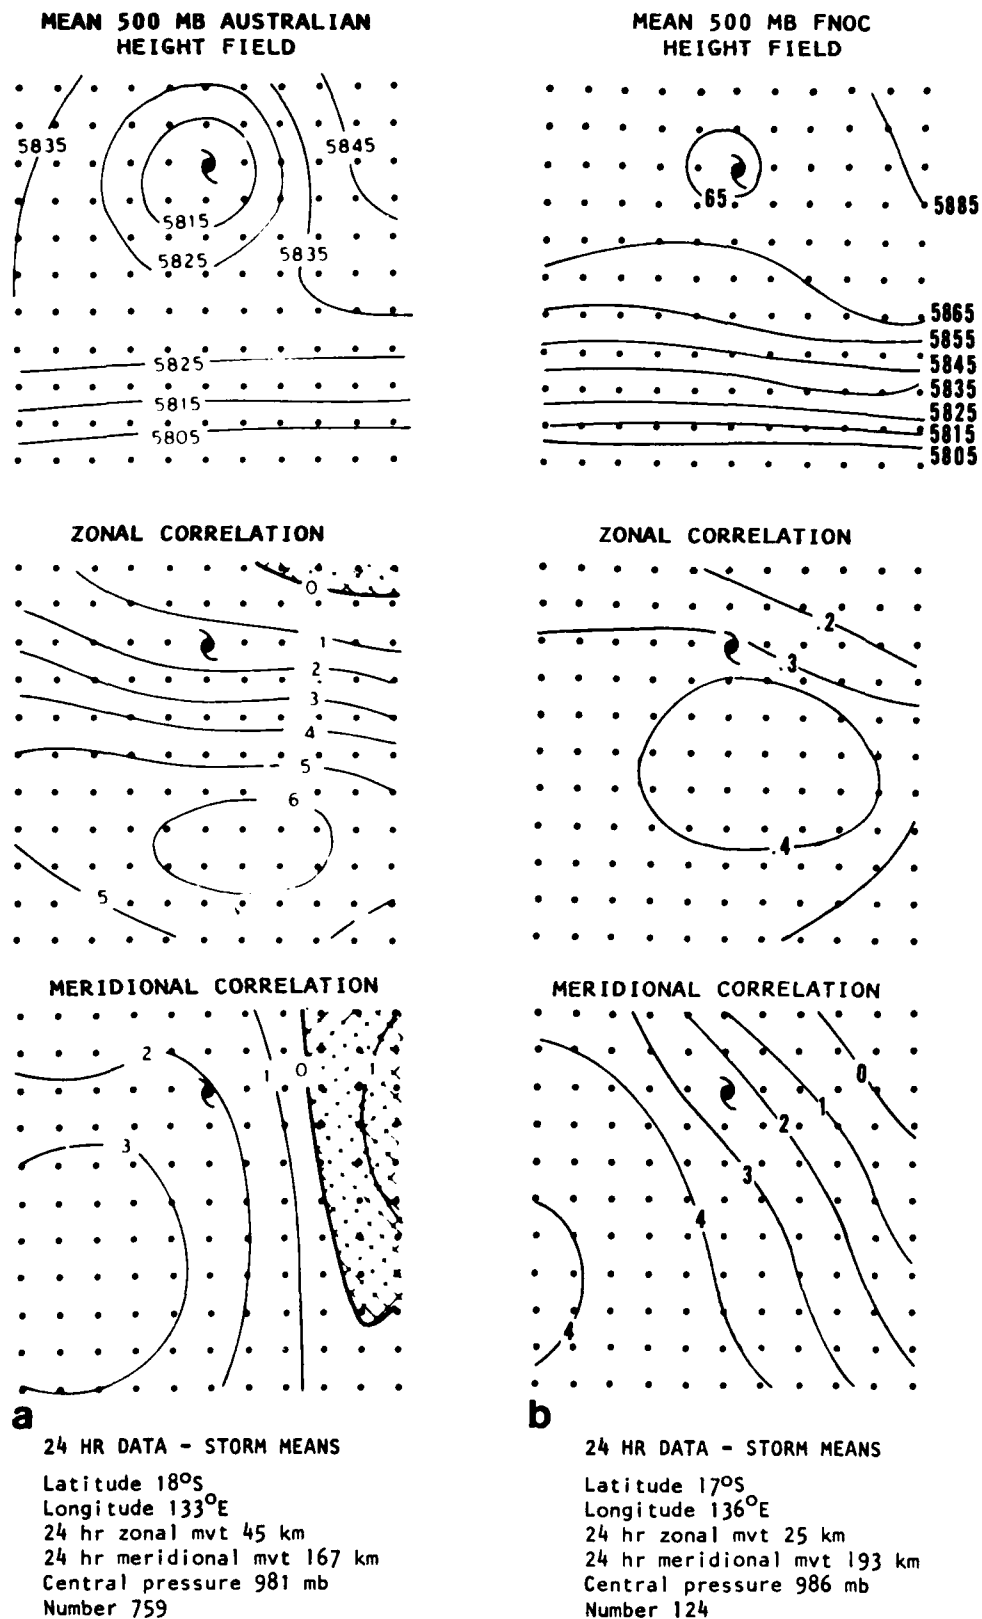 MEAN 500 MB AUSTRALIAN
HEIGHT FIELD
5835
5845
5815
5825
5835
5825
5815
5805
MEAN 500 MB FNOC
HEIGHT FIELD
65
5885
5865
5855
5845
5835
5825
5815
5805
ZONAL CORRELATION
0
1
2
3
4
5
6
5
ZONAL CORRELATION
.2
.3
.4
MERIDIONAL CORRELATION
2
1
0
1
3
MERIDIONAL CORRELATION
0
1
2
3
4
4
a
24 HR DATA - STORM MEANS
Latitude 18°S
Longitude 133°E
24 hr zonal mvt 45 km
24 hr meridional mvt 167 km
Central pressure 981 mb
Number 759
b
24 HR DATA - STORM MEANS
Latitude 17°S
Longitude 136°E
24 hr zonal mvt 25 km
24 hr meridional mvt 193 km
Central pressure 986 mb
Number 124